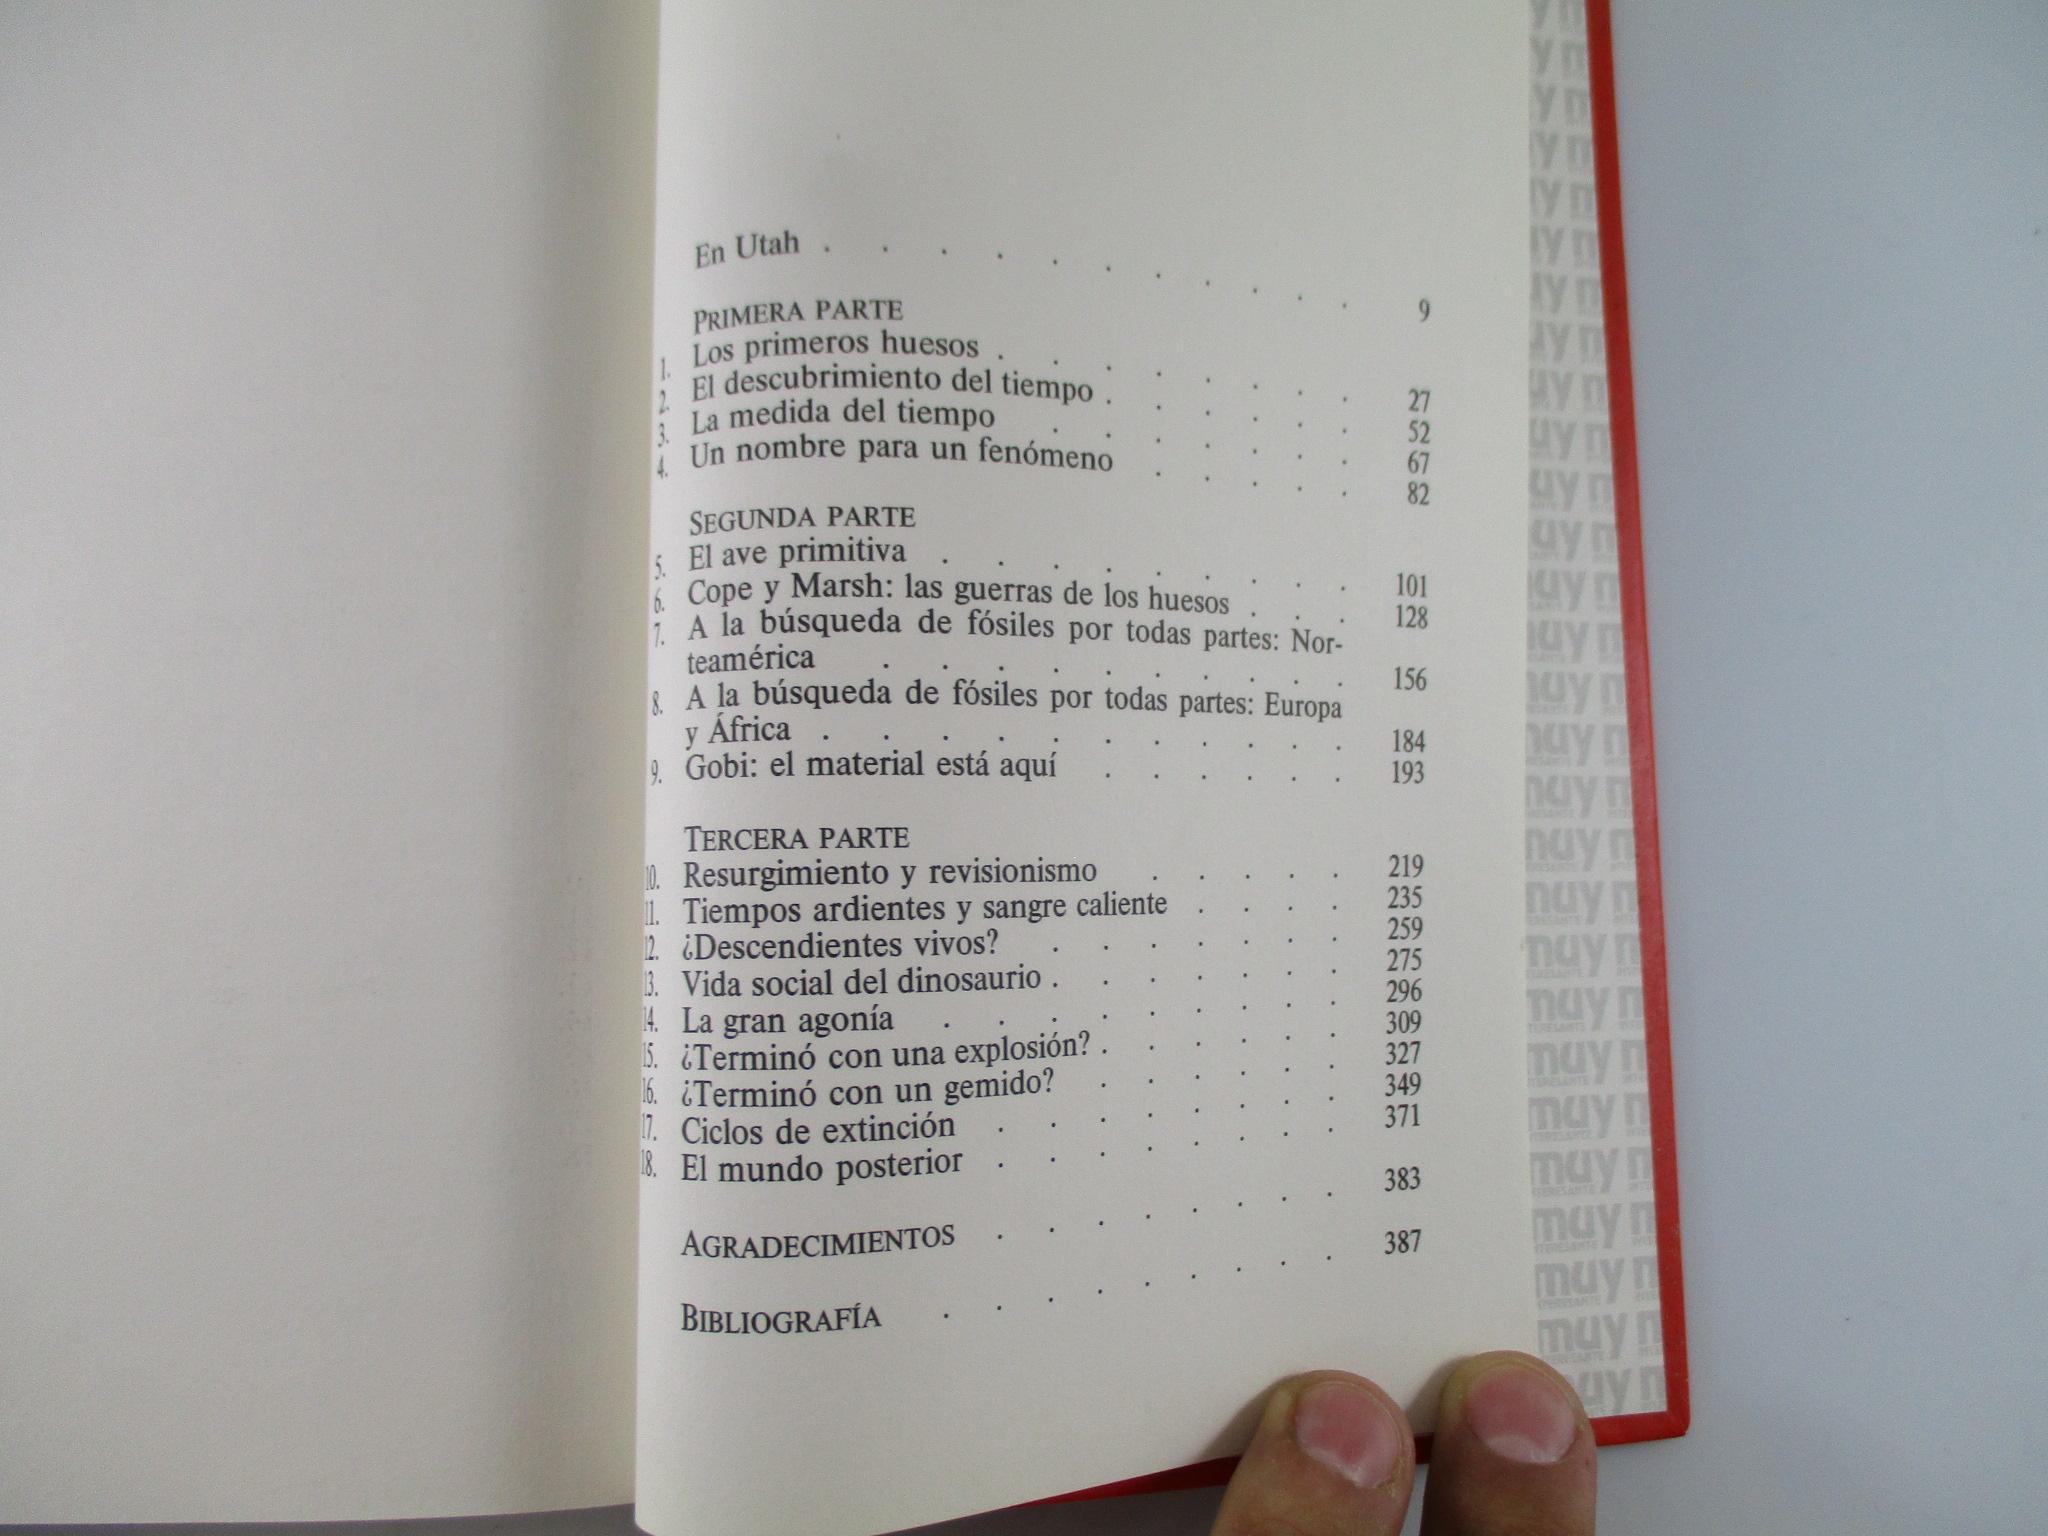 En Utah . . . . . . . . . . . 9
PRIMERA PARTE
1. Los primeros huesos . . . . . . . . 27
2. El descubrimiento del tiempo . . . . . . 52
3. La medida del tiempo . . . . . . . 67
4. Un nombre para un fenómeno . . . . . 82
SEGUNDA PARTE
5. El ave primitiva . . . . . . . . . 101
6. Cope y Marsh: las guerras de los huesos . . . 128
7. A la búsqueda de fósiles por todas partes: Nor-
teamérica . . . . . . . . . . 156
8. A la búsqueda de fósiles por todas partes: Europa
y África . . . . . . . . . . . 184
9. Gobi: el material está aquí . . . . . . 193
TERCERA PARTE
10. Resurgimiento y revisionismo . . . . . 219
11. Tiempos ardientes y sangre caliente . . . . 235
12. ¿Descendientes vivos? . . . . . . . 259
13. Vida social del dinosaurio . . . . . . . 275
14. La gran agonía . . . . . . . . . 296
15. ¿Terminó con una explosión? . . . . . . 309
16. ¿Terminó con un gemido? . . . . . . 327
17. Ciclos de extinción . . . . . . . . 349
18. El mundo posterior . . . . . . . . 371
AGRADECIMIENTOS . . . . . . . . 383
BIBLIOGRAFÍA . . . . . . . . . 387
muy
INTERESANTE